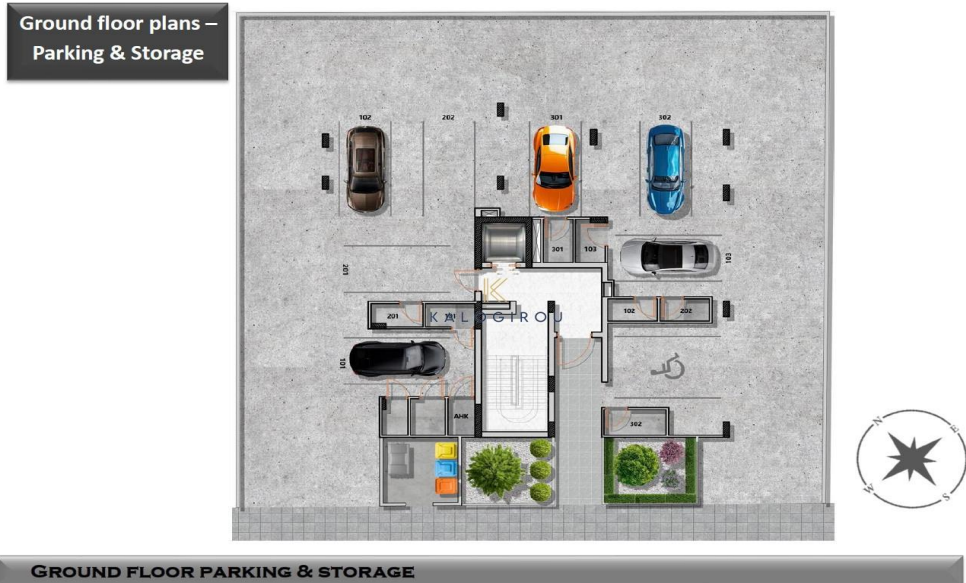 Ground floor plans –
Parking & Storage
102
202
301
302
301
103
103
201
KALOGIROU
201
102
202
101
AHK
302
N
E
W
S
GROUND FLOOR PARKING & STORAGE